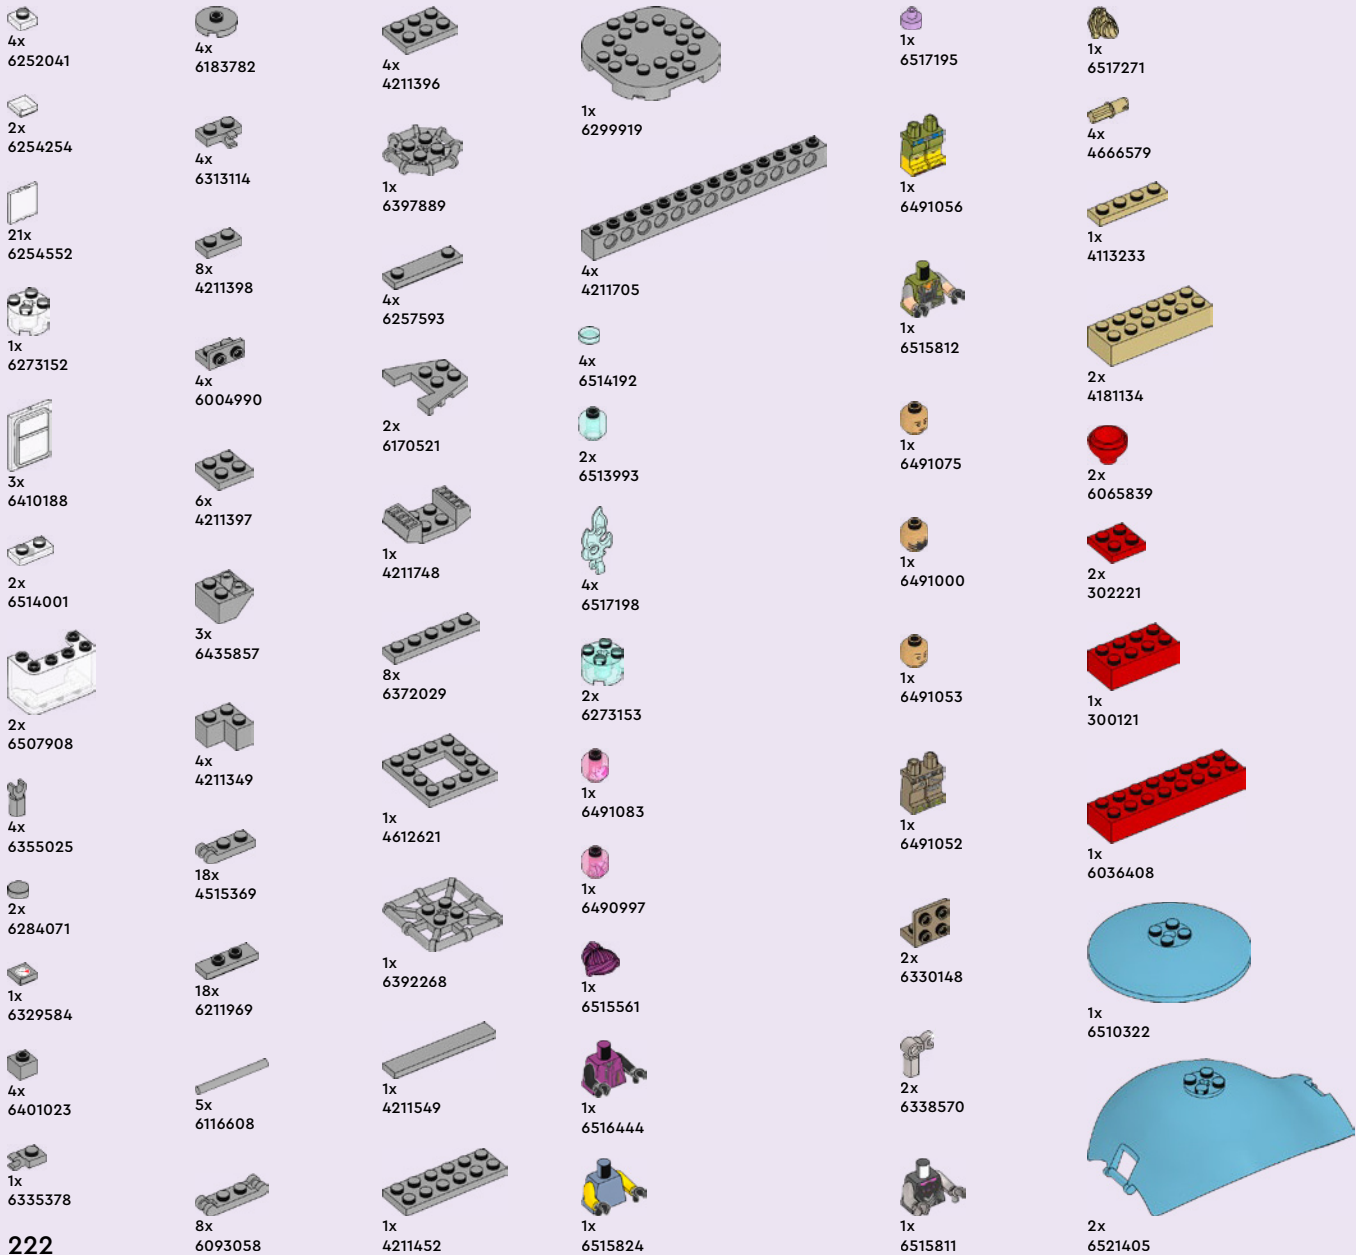 4x
6252041
2x
6254254
21x
6254552
1x
6273152
3x
6410188
2x
6514001
2x
6507908
4x
6355025
2x
6284071
1x
6329584
4x
6401023
1x
6335378
4x
6183782
4x
6313114
8x
4211398
4x
6004990
6x
4211397
3x
6435857
4x
4211349
18x
4515369
18x
6211969
5x
6116608
8x
6093058
4x
4211396
1x
6397889
4x
6257593
2x
6170521
1x
4211748
8x
6372029
1x
4612621
1x
6392268
1x
4211549
1x
4211452
1x
6299919
4x
4211705
4x
6514192
2x
6513993
4x
6517198
2x
6273153
1x
6491083
1x
6490997
1x
6515561
1x
6516444
1x
6515824
1x
6517195
1x
6491056
1x
6515812
1x
6491075
1x
6491000
1x
6491053
1x
6491052
2x
6330148
2x
6338570
1x
6515811
1x
6517271
4x
4666579
1x
4113233
2x
4181134
2x
6065839
2x
302221
1x
300121
1x
6036408
1x
6510322
2x
6521405
222